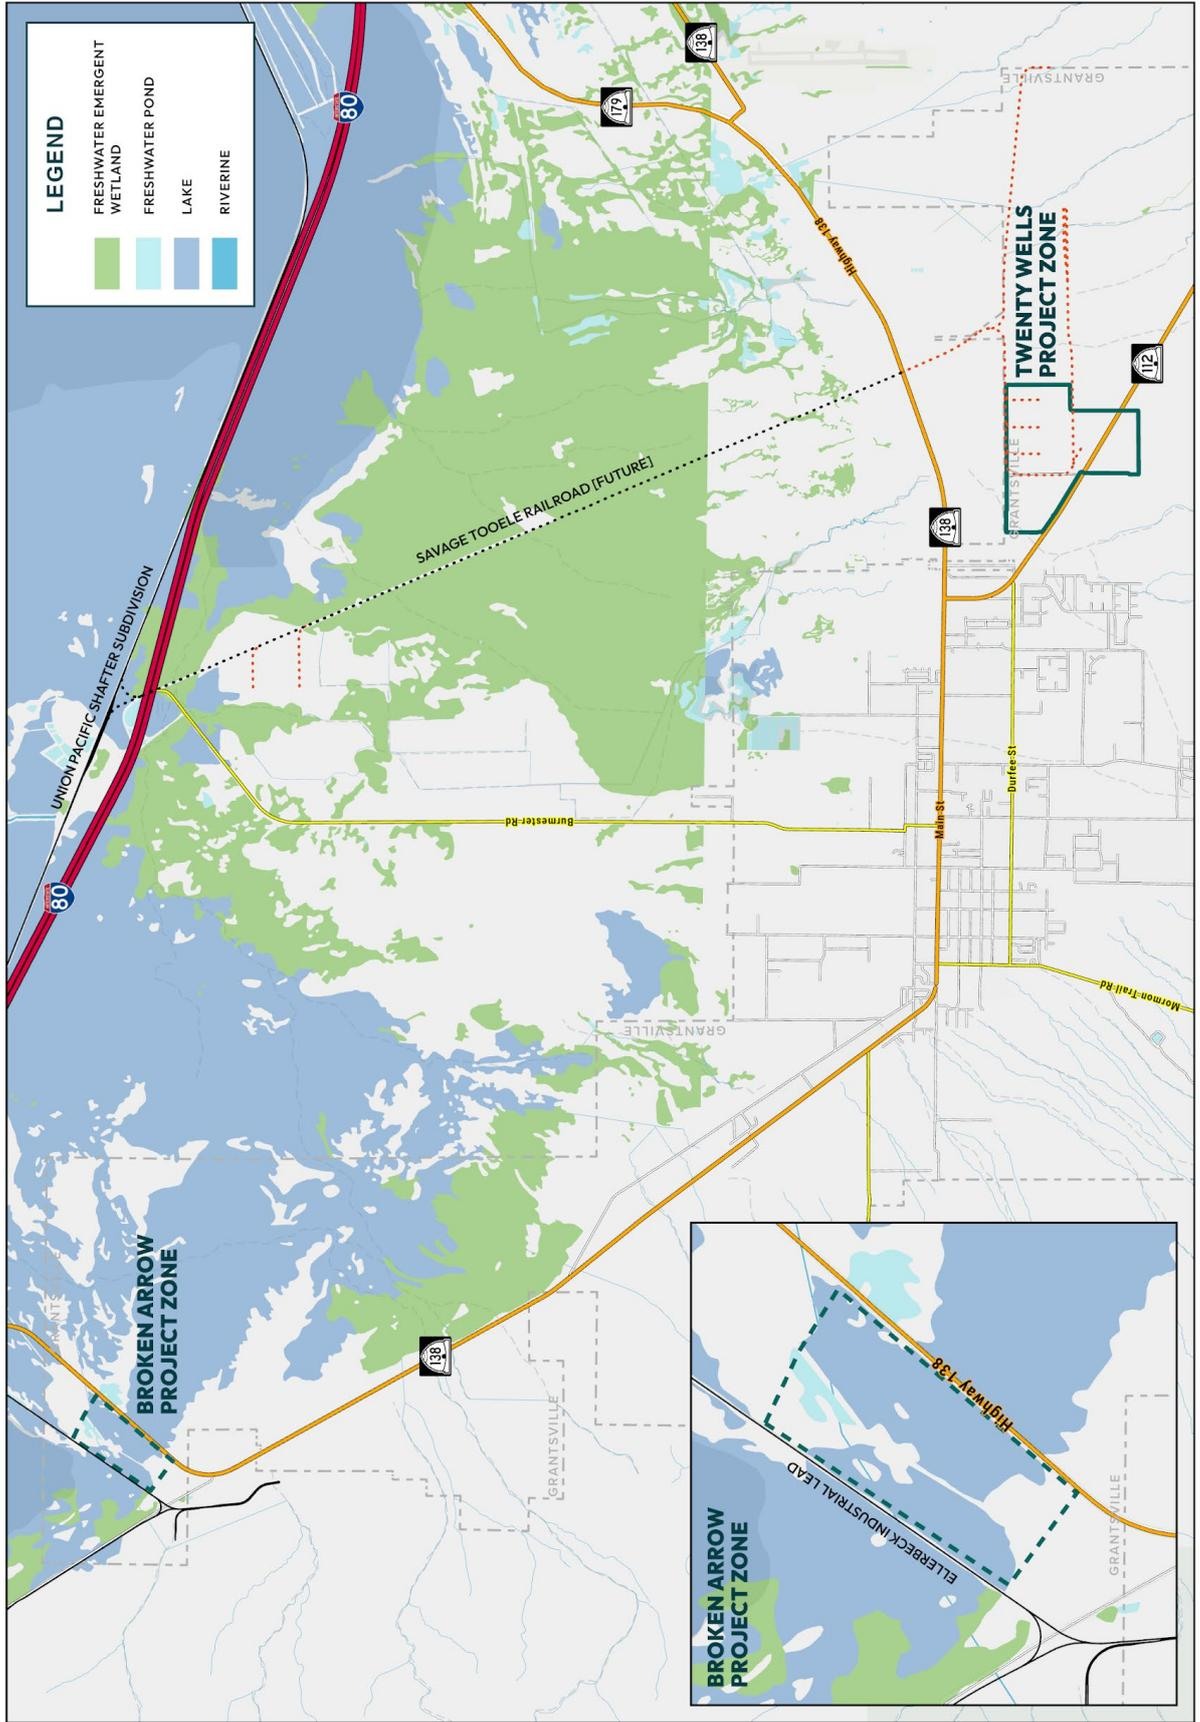 LEGEND
FRESHWATER EMERGENT
WETLAND
FRESHWATER POND
LAKE
RIVERINE
80
179
138
GRANTSVILLE
Highway 138
TWENTY WELLS
PROJECT ZONE
112
GRANTSVILLE
138
SAVAGE TOOELE RAILROAD [FUTURE]
UNION PACIFIC SHAFTER SUBDIVISION
80
Burmester Rd
Main St
Durfee St
Mormon Trail Rd
GRANTSVILLE
BROKEN ARROW
PROJECT ZONE
GRANTSVILLE
138
GRANTSVILLE
BROKEN ARROW
PROJECT ZONE
ELLERBECK INDUSTRIAL LEAD
Highway 138
GRANTSVILLE